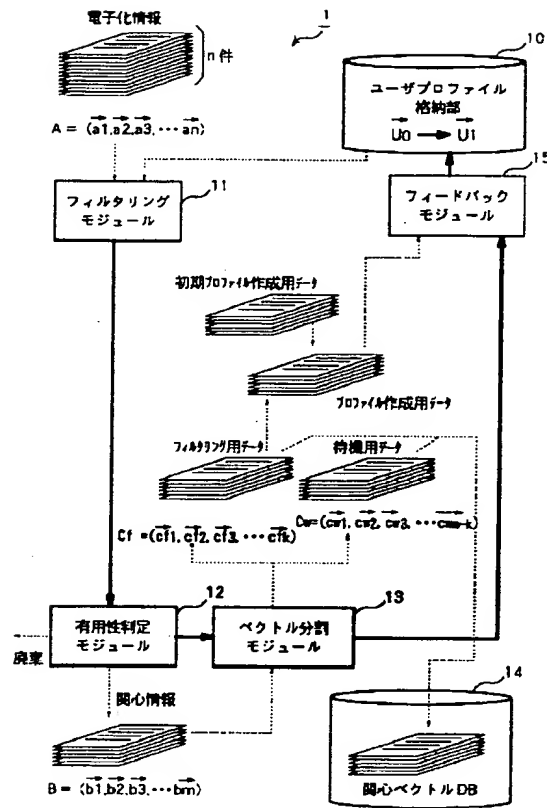 電子化情報
n件
1
10
ユーザプロファイル
格納部
U0 → U1
A = (a1,a2,a3,···an)
11
フィルタリング
モジュール
15
フィードバック
モジュール
初期プロファイル作成用データ
プロファイル作成用データ
フィルタリング用データ
待機用データ
Cf =(cf1, cf2, cf3, ···cfk)
Cw=(cw1, cw2, cw3, ···cwm-k)
12
有用性判定
モジュール
13
ベクトル分割
モジュール
廃棄
関心情報
B = (b1,b2,b3,···bm)
14
関心ベクトルDB